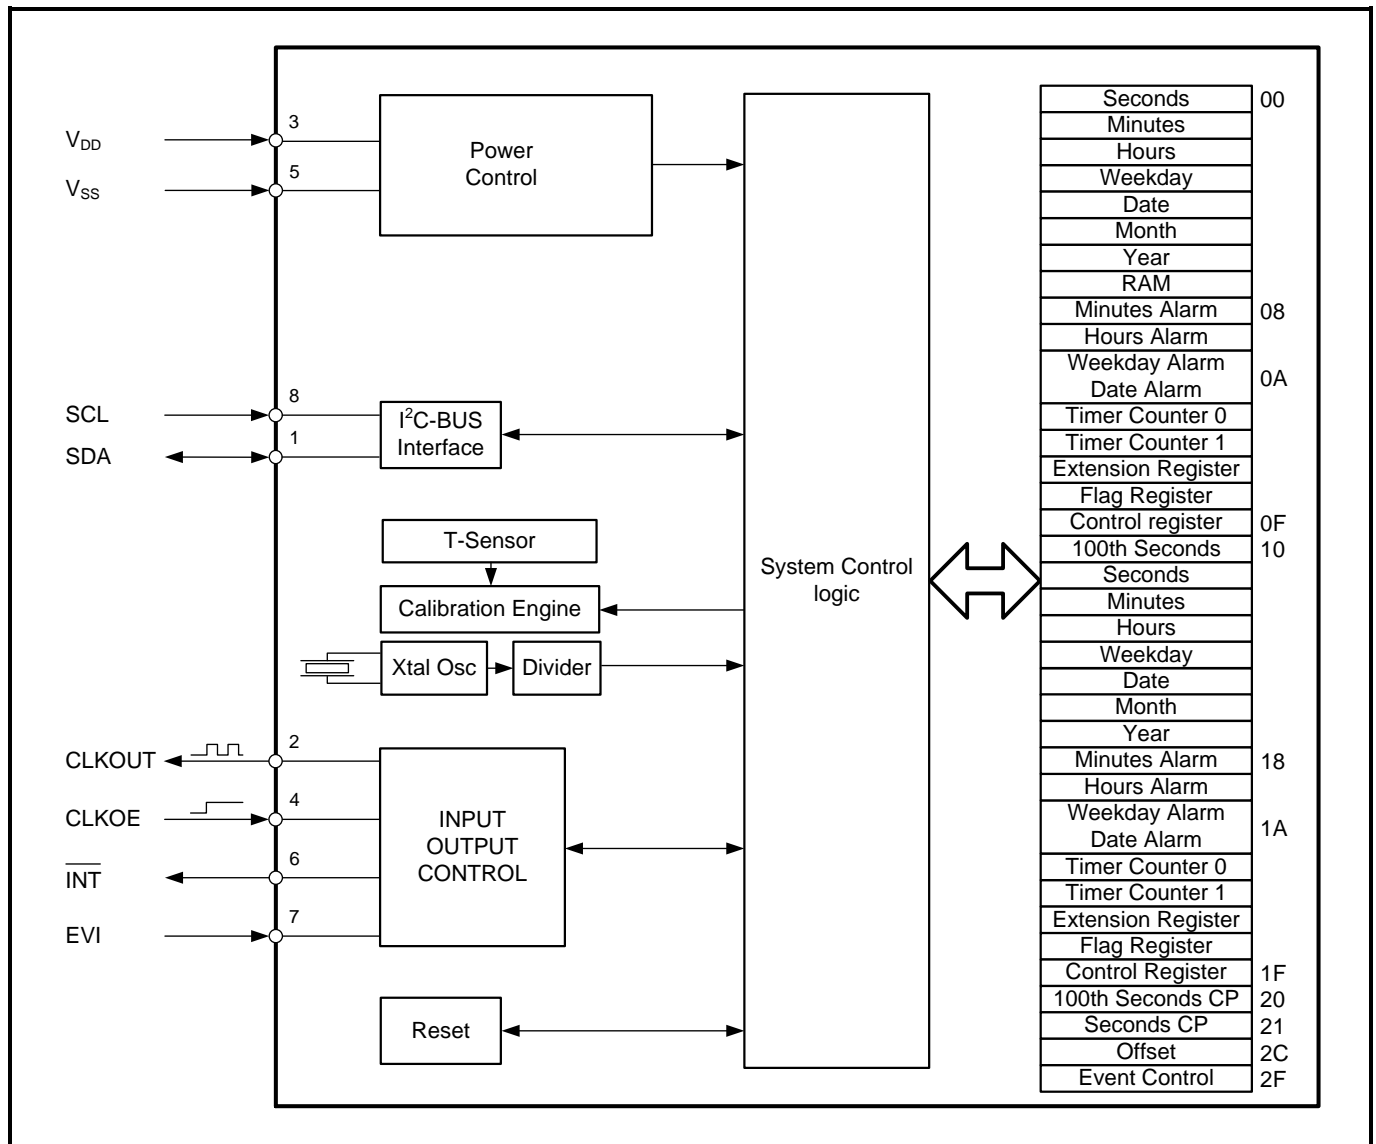 V_DD
3
V_SS
5
Power
Control
SCL
8
SDA
1
I²C-BUS
Interface
T-Sensor
Calibration Engine
Xtal Osc
Divider
CLKOUT
2
CLKOE
4
INT
6
EVI
7
INPUT
OUTPUT
CONTROL
Reset
System Control
logic
Seconds 00
Minutes
Hours
Weekday
Date
Month
Year
RAM
Minutes Alarm 08
Hours Alarm
Weekday Alarm
Date Alarm
0A
Timer Counter 0
Timer Counter 1
Extension Register
Flag Register
Control register 0F
100th Seconds 10
Seconds
Minutes
Hours
Weekday
Date
Month
Year
Minutes Alarm 18
Hours Alarm
Weekday Alarm
Date Alarm
1A
Timer Counter 0
Timer Counter 1
Extension Register
Flag Register
Control Register 1F
100th Seconds CP 20
Seconds CP 21
Offset 2C
Event Control 2F